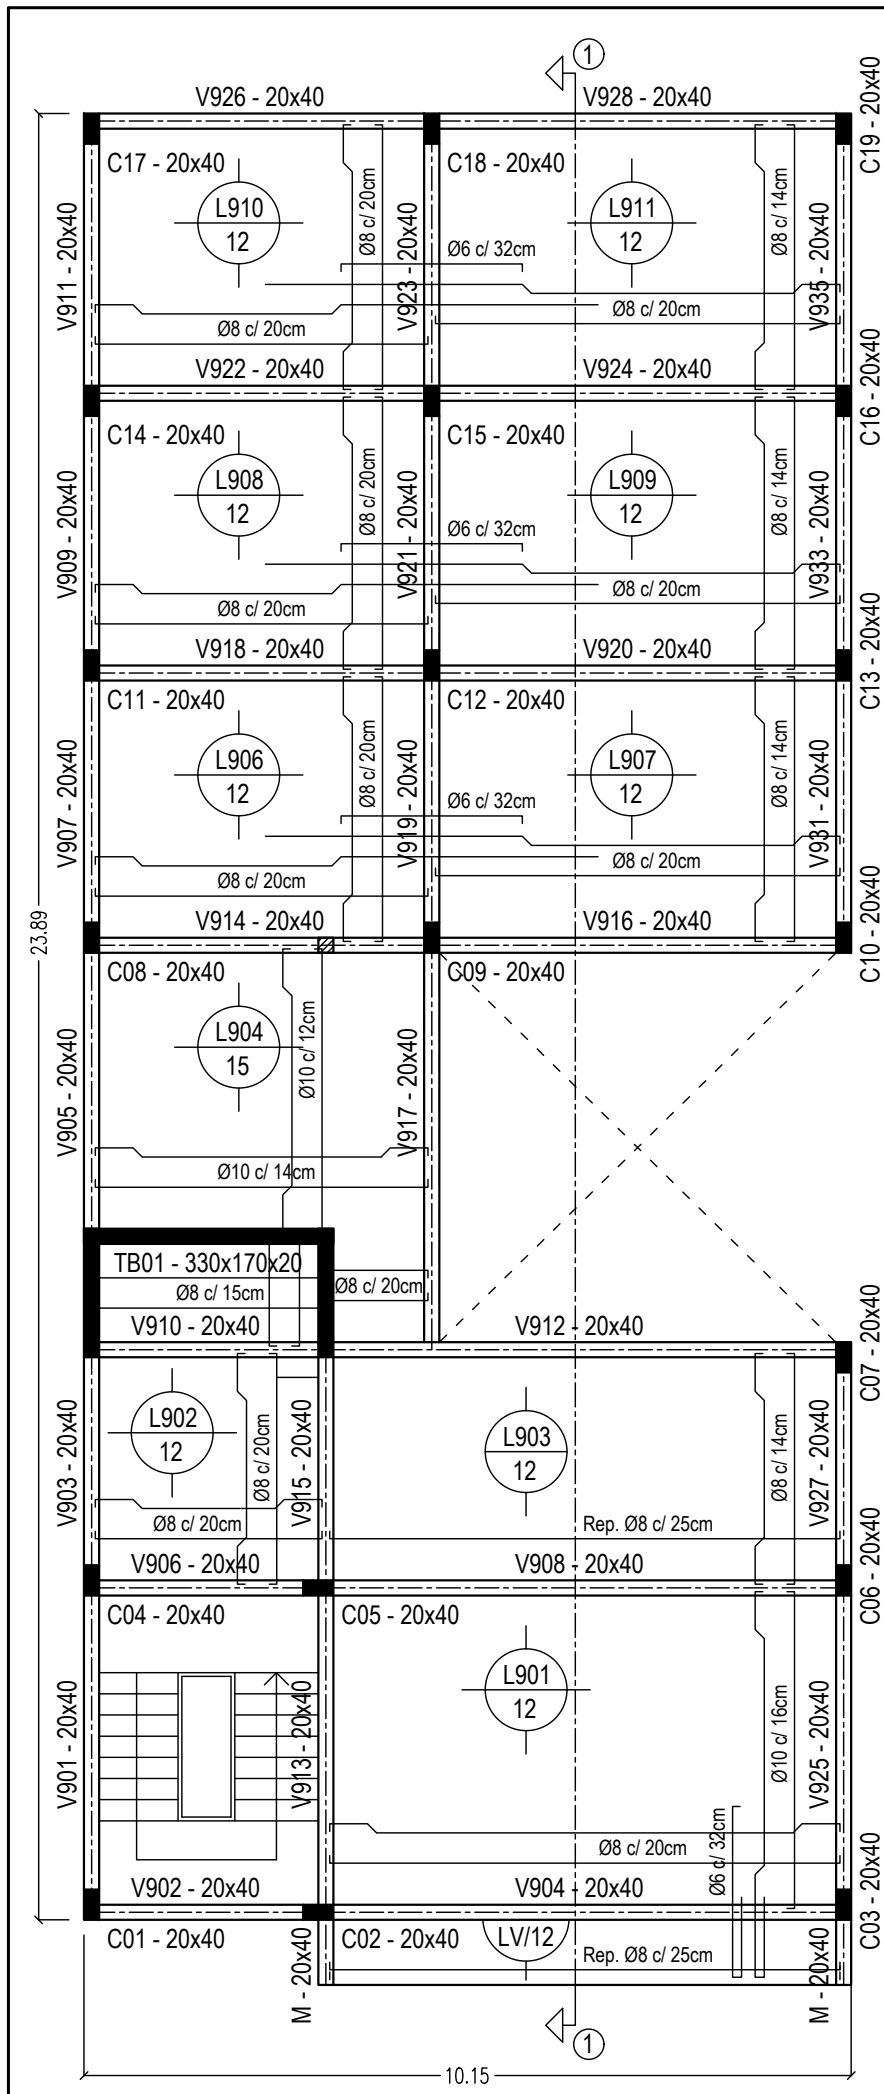 1
V926 - 20x40
V928 - 20x40
C19 - 20x40
C17 - 20x40
C18 - 20x40
L910
12
L911
12
Ø8 c/ 20cm
Ø8 c/ 14cm
V911 - 20x40
V923 - 20x40
V935 - 20x40
Ø6 c/ 32cm
Ø8 c/ 20cm
Ø8 c/ 20cm
V922 - 20x40
V924 - 20x40
C16 - 20x40
C14 - 20x40
C15 - 20x40
L908
12
L909
12
Ø8 c/ 20cm
Ø8 c/ 14cm
V909 - 20x40
V921 - 20x40
V933 - 20x40
Ø6 c/ 32cm
Ø8 c/ 20cm
Ø8 c/ 20cm
V918 - 20x40
V920 - 20x40
C13 - 20x40
C11 - 20x40
C12 - 20x40
L906
12
L907
12
Ø8 c/ 20cm
Ø8 c/ 14cm
V907 - 20x40
V919 - 20x40
V931 - 20x40
Ø6 c/ 32cm
Ø8 c/ 20cm
Ø8 c/ 20cm
23.89
V914 - 20x40
V916 - 20x40
C10 - 20x40
C08 - 20x40
C09 - 20x40
L904
15
Ø10 c/ 12cm
V905 - 20x40
V917 - 20x40
Ø10 c/ 14cm
TB01 - 330x170x20
Ø8 c/ 15cm
Ø8 c/ 20cm
V910 - 20x40
V912 - 20x40
C07 - 20x40
L902
12
L903
12
V903 - 20x40
Ø8 c/ 20cm
V915 - 20x40
Ø8 c/ 14cm
V927 - 20x40
Ø8 c/ 20cm
Rep. Ø8 c/ 25cm
V906 - 20x40
V908 - 20x40
C06 - 20x40
C04 - 20x40
C05 - 20x40
L901
12
V901 - 20x40
V913 - 20x40
Ø10 c/ 16cm
V925 - 20x40
Ø8 c/ 20cm
Ø6 c/ 32cm
V902 - 20x40
V904 - 20x40
C03 - 20x40
C01 - 20x40
C02 - 20x40
LV/12
M - 20x40
Rep. Ø8 c/ 25cm
M - 20x40
1
10.15